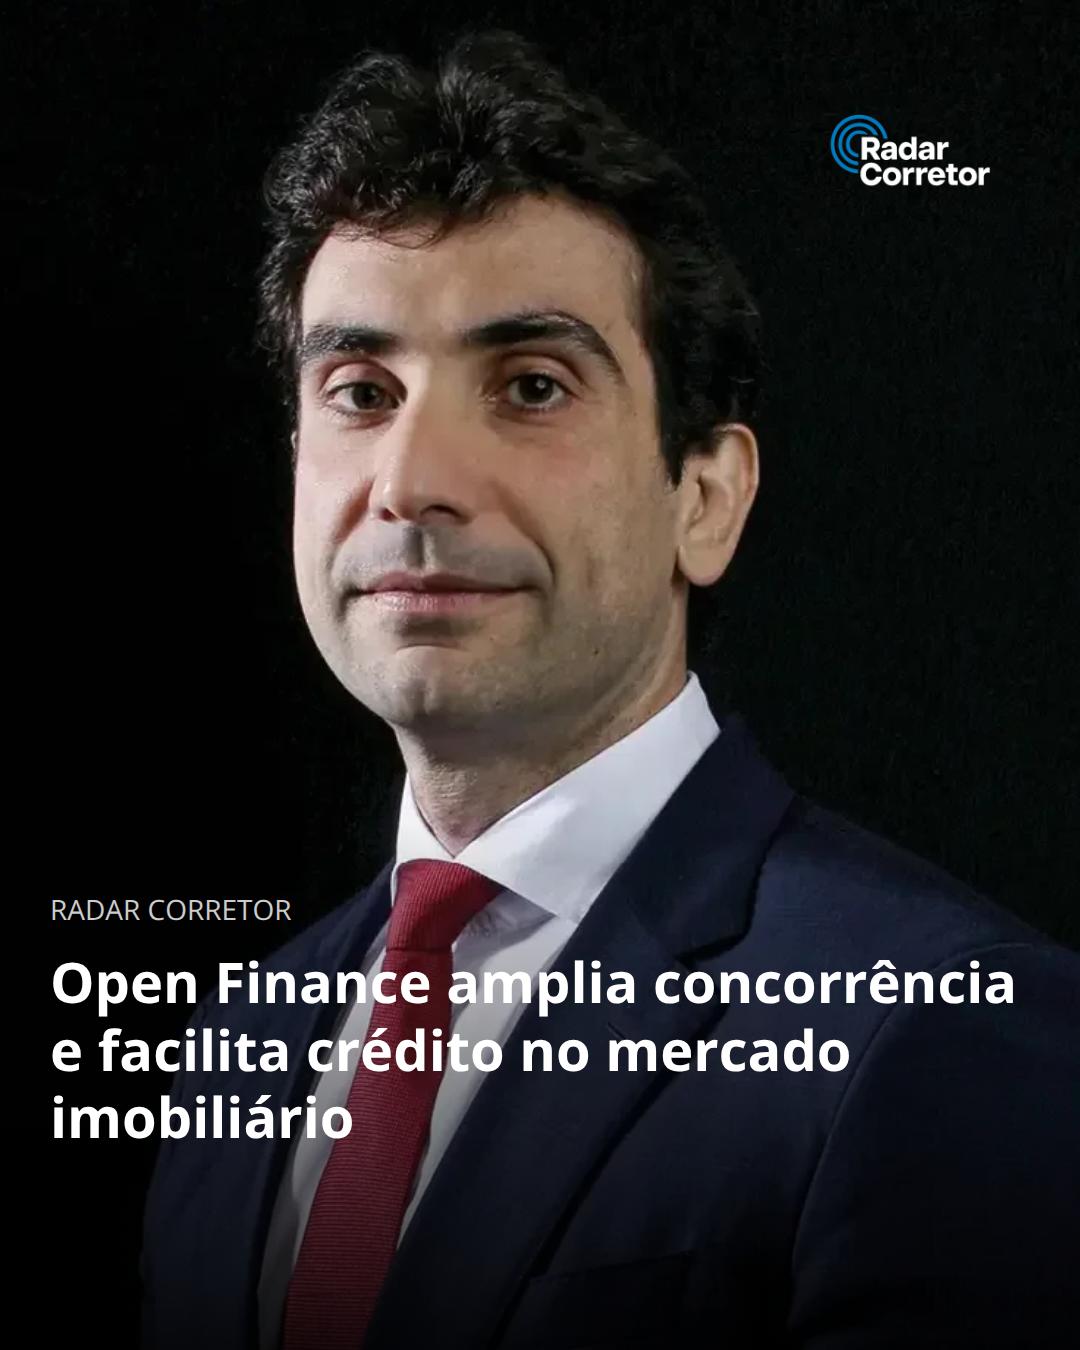 Radar
Corretor
RADAR CORRETOR
Open Finance amplia concorrência
e facilita crédito no mercado
imobiliário